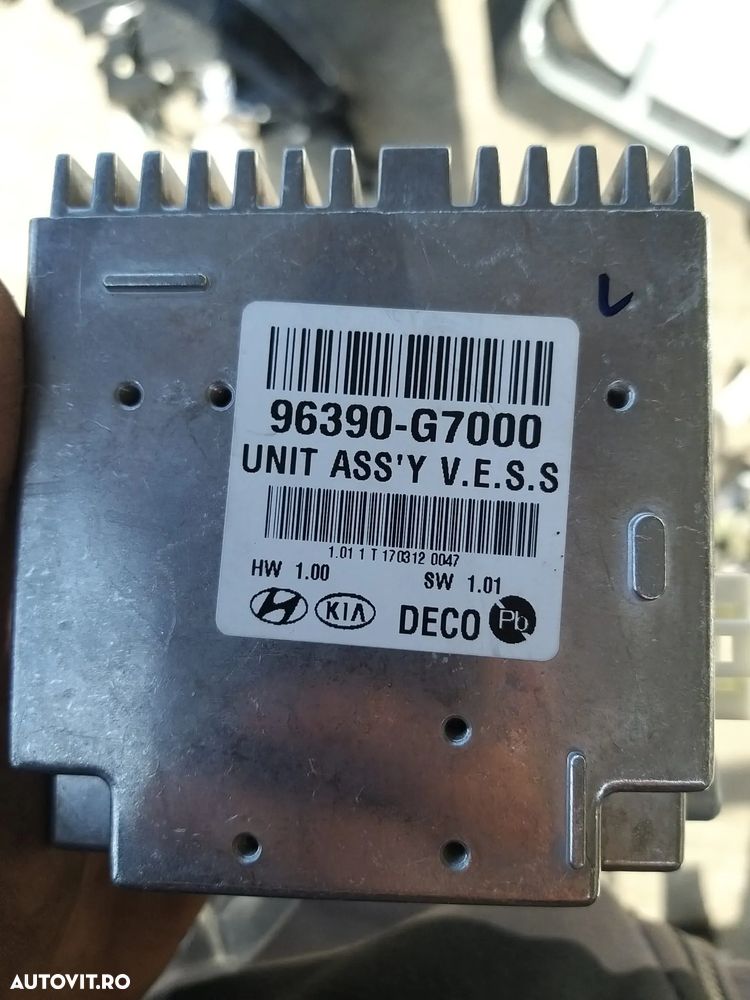 96390-G7000
UNIT ASS'Y V.E.S.S
1.01 1 T 170312 0047
HW 1.00 SW 1.01
KIA DECO Pb
AUTOVIT.RO